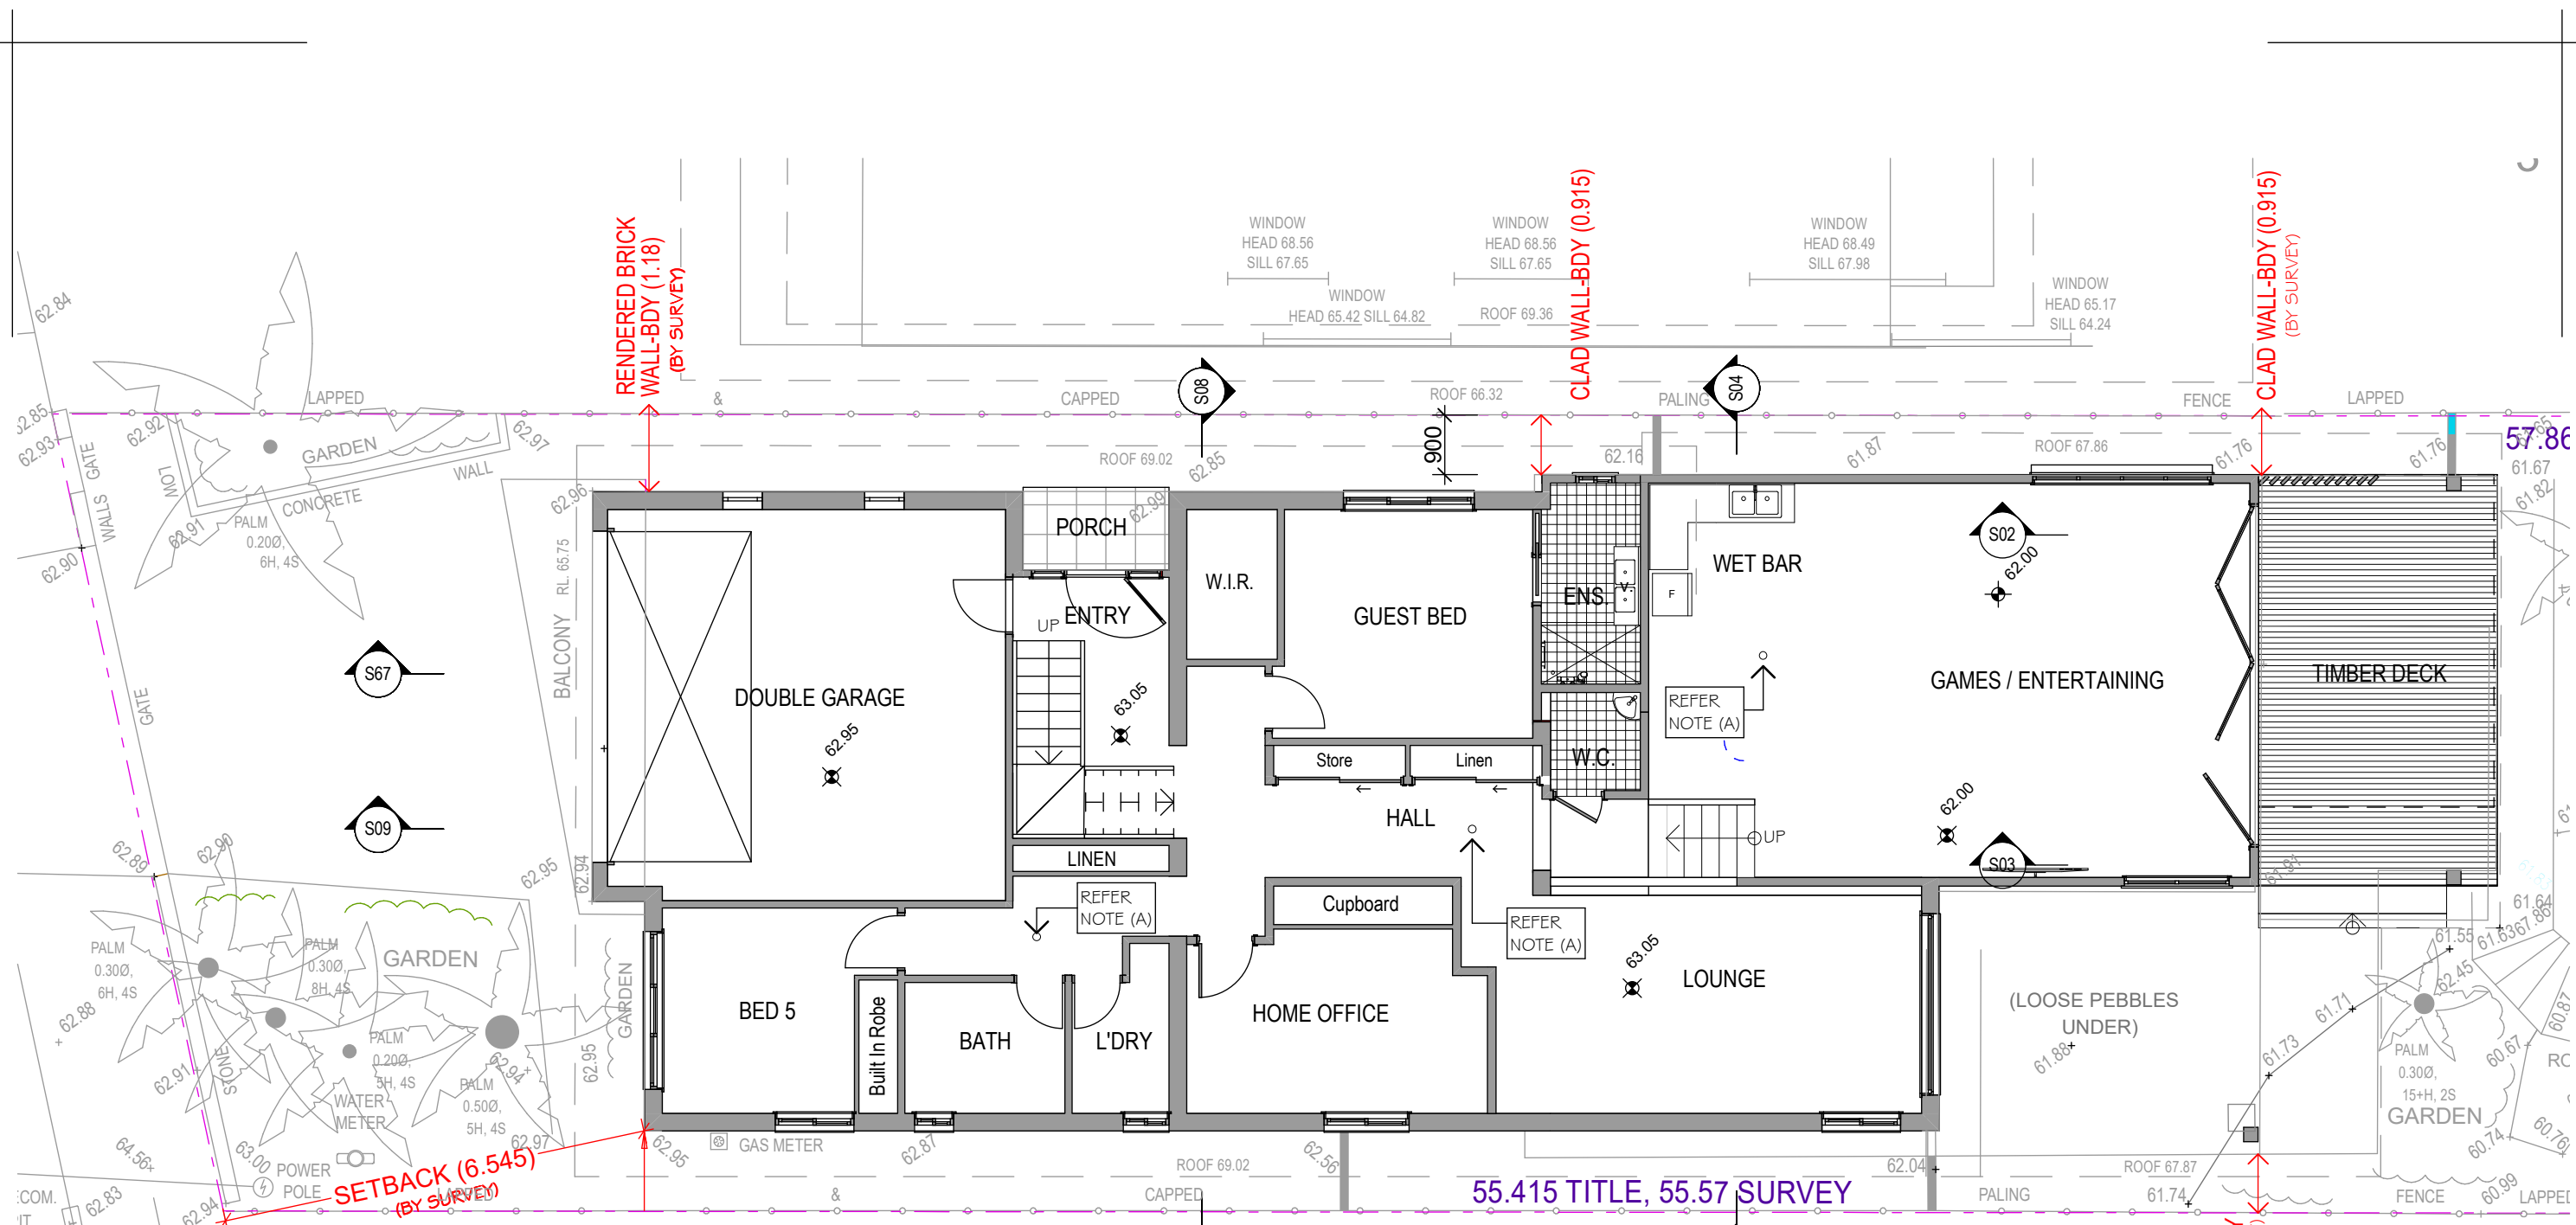 RENDERED BRICK
WALL-BDY (1.18)
(BY SURVEY)
CLAD WALL-BDY (0.915)
CLAD WALL-BDY (0.915)
(BY SURVEY)
WINDOW
HEAD 68.56
SILL 67.65
WINDOW
HEAD 68.56
SILL 67.65
WINDOW
HEAD 68.49
SILL 67.98
WINDOW
HEAD 65.42 SILL 64.82
ROOF 69.36
WINDOW
HEAD 65.17
SILL 64.24
62.84
LAPPED
&
CAPPED
S08
ROOF 66.32
PALING
S04
FENCE
LAPPED
62.85
62.93
GATE
WALLS
62.92
LOW
GARDEN
CONCRETE
WALL
62.97
62.96
ROOF 69.02
62.85
62.99
900
62.16
61.87
ROOF 67.86
61.76
61.76
61.65
57.86
61.67
61.82
62.90
62.91
PALM
0.20Ø,
6H, 4S
BALCONY
RL. 65.75
PORCH
ENTRY
UP
W.I.R.
GUEST BED
ENS.
V
F
WET BAR
S02
62.00
GAMES / ENTERTAINING
TIMBER DECK
REFER
NOTE (A)
S67
GATE
S09
DOUBLE GARAGE
62.95
63.05
Store
Linen
W.C.
HALL
UP
62.00
S03
61.91
LINEN
Cupboard
REFER
NOTE (A)
REFER
NOTE (A)
62.89
62.90
62.95
62.94
PALM
0.30Ø,
6H, 4S
PALM
0.30Ø,
8H, 4S
GARDEN
GARDEN
62.88
62.91
STONE
PALM
0.20Ø,
5H, 4S
WATER
METER
PALM
0.50Ø,
5H, 4S
62.94
62.95
BED 5
Built In Robe
BATH
L'DRY
HOME OFFICE
LOUNGE
63.05
(LOOSE PEBBLES
UNDER)
61.88
61.73
61.71
61.55
61.63
67.86
61.64
62.45
60.87
60.67
PALM
0.30Ø,
15+H, 2S
GARDEN
60.74
60.76
60.99
64.56
63.00
POWER
POLE
62.97
SETBACK (6.545)
(BY SURVEY)
62.95
GAS METER
62.87
ROOF 69.02
62.56
62.04
ROOF 67.87
62.83
62.94
LAPPED
&
CAPPED
55.415 TITLE, 55.57 SURVEY
PALING
61.74
FENCE
LAPPED